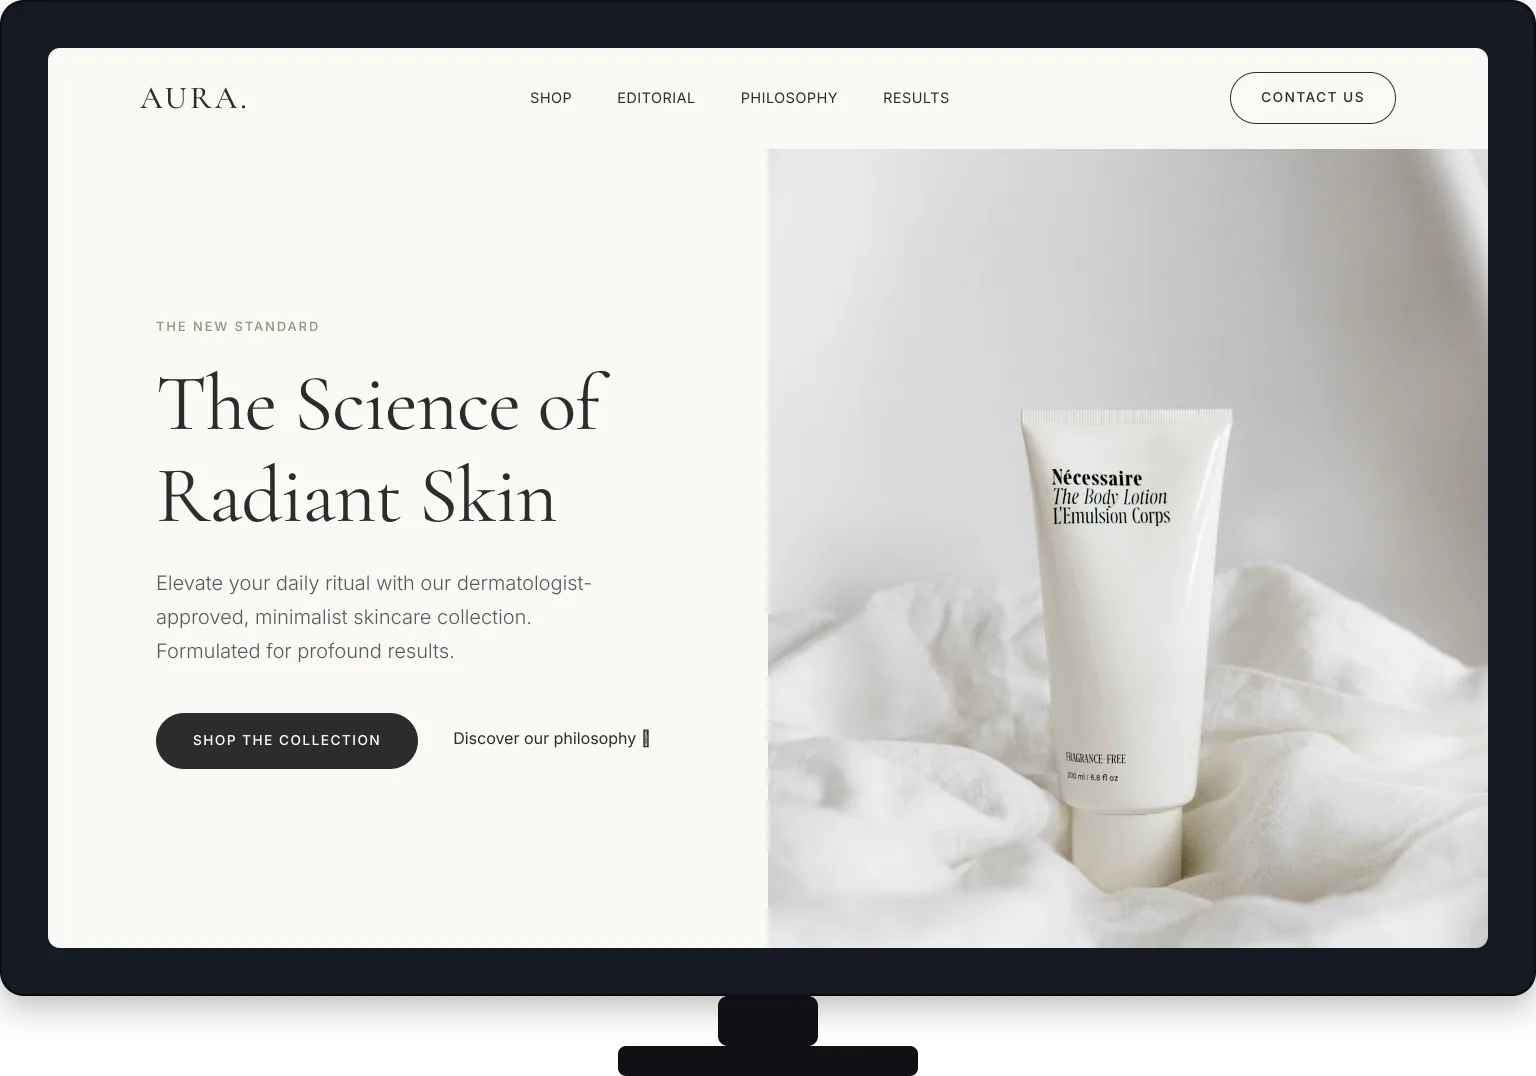 AURA.
SHOP
EDITORIAL
PHILOSOPHY
RESULTS
CONTACT US
THE NEW STANDARD
The Science of
Radiant Skin
Elevate your daily ritual with our dermatologist-
approved, minimalist skincare collection.
Formulated for profound results.
SHOP THE COLLECTION
Discover our philosophy
Nécessaire
The Body Lotion
L'Emulsion Corps
FRAGRANCE-FREE
200 ml / 6.8 fl oz